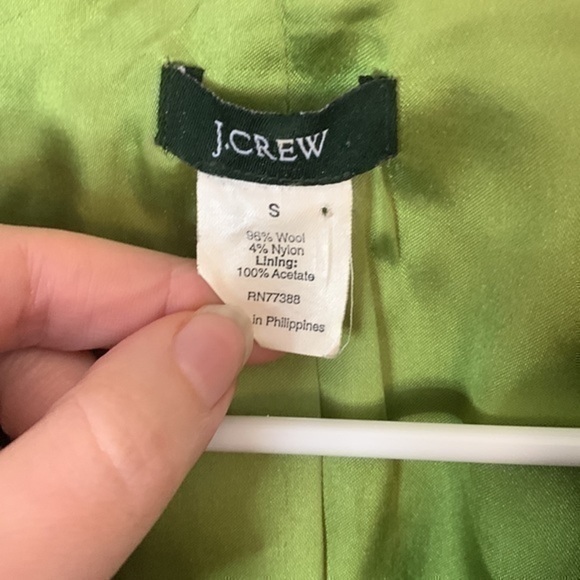 J.CREW
S
96% Wool
4% Nylon
Lining:
100% Acetate
RN77388
in Philippines